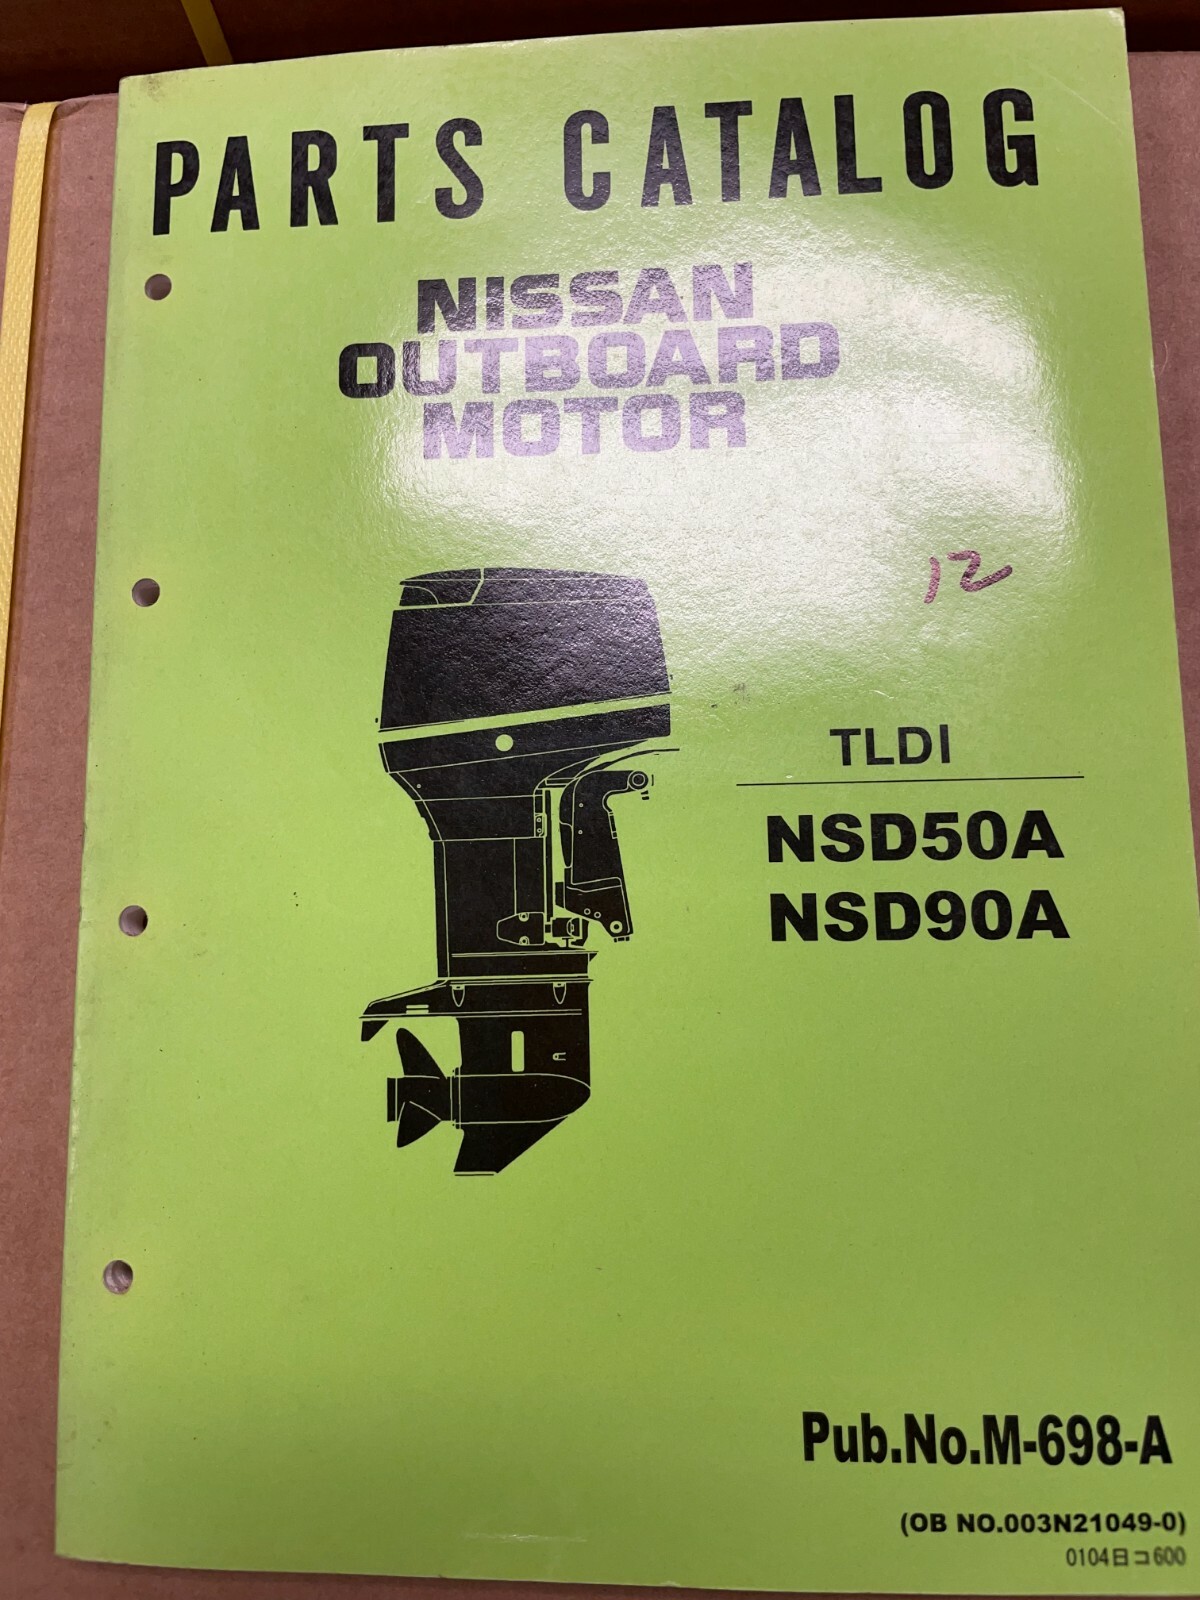 PARTS CATALOG
NISSAN
OUTBOARD
MOTOR
12
TLDI
NSD50A
NSD90A
Pub.No.M-698-A
(OB NO.003N21049-0)
0104日コ600